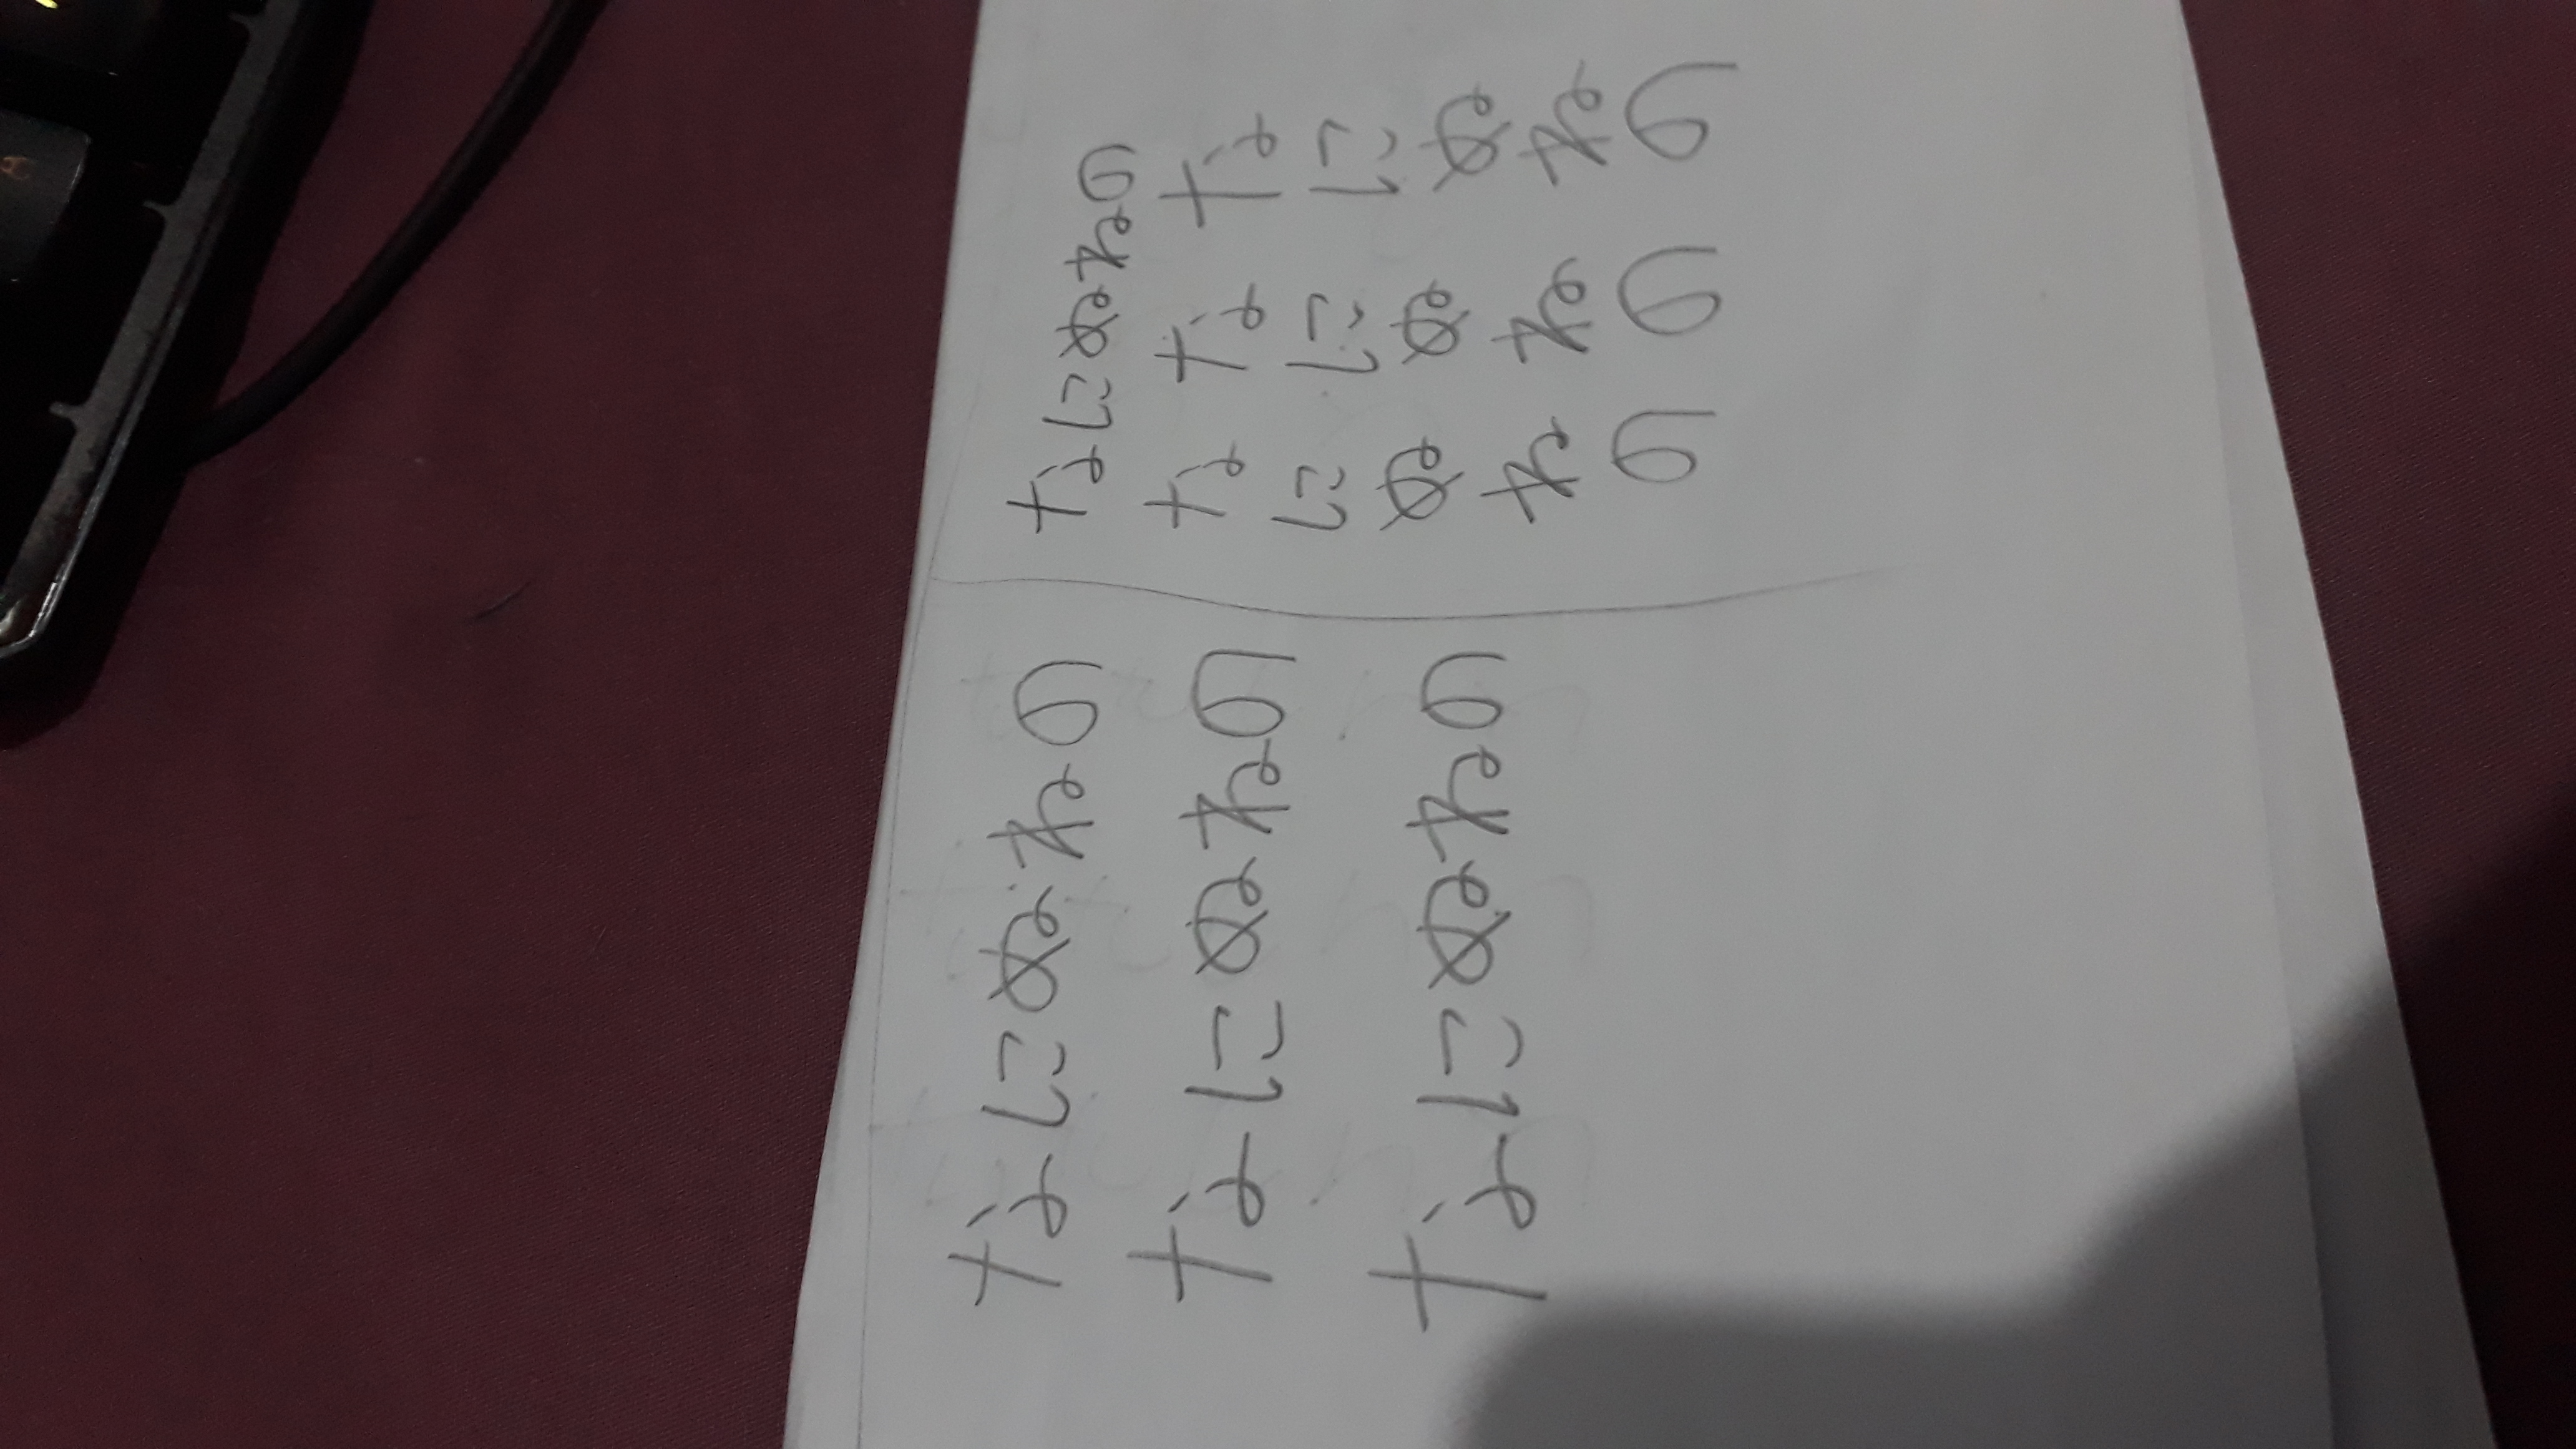 なにぬねの
なにぬねの
なにぬねの
なにぬねの
な な な
に に に
ぬ ぬ ぬ
ね ね ね
の の の